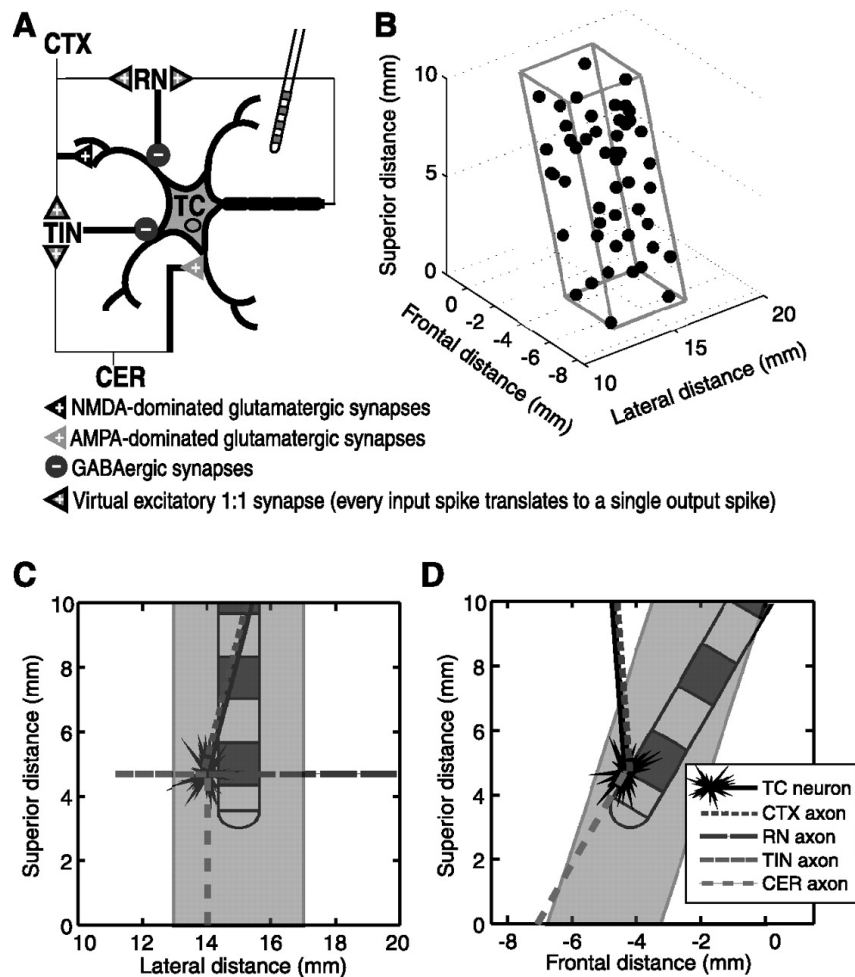 A
CTX
RN
TC
TIN
CER
NMDA-dominated glutamatergic synapses
AMPA-dominated glutamatergic synapses
GABAergic synapses
Virtual excitatory 1:1 synapse (every input spike translates to a single output spike)
B
Superior distance (mm)
10
5
0
Frontal distance (mm)
0
-2
-4
-6
-8
Lateral distance (mm)
10
15
20
C
Superior distance (mm)
10
8
6
4
2
0
10 12 14 16 18 20
Lateral distance (mm)
D
10
8
6
4
2
0
-8 -6 -4 -2 0
Frontal distance (mm)
TC neuron
CTX axon
RN axon
TIN axon
CER axon